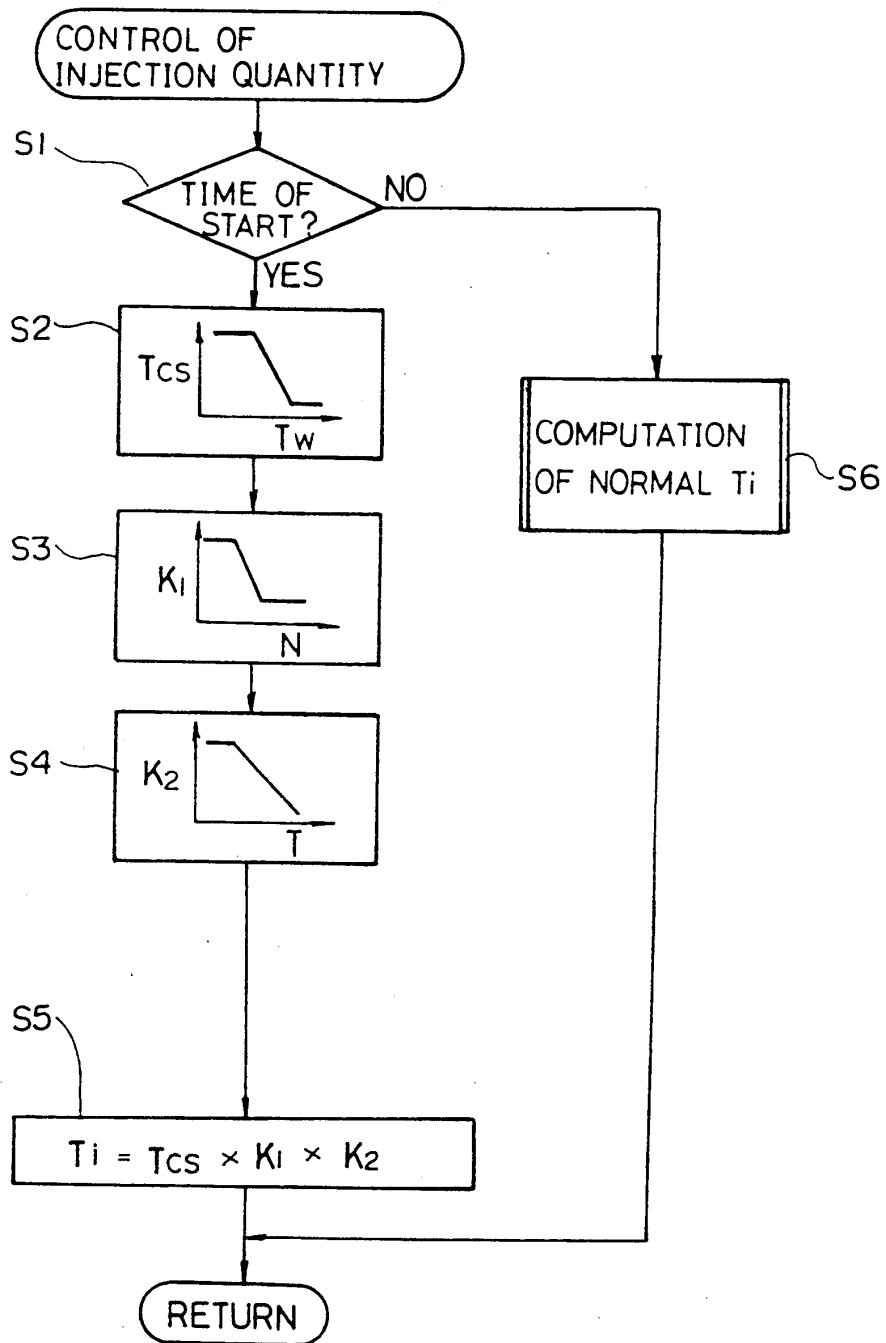 CONTROL OF
INJECTION QUANTITY
S1
TIME OF
START?
NO
YES
S2
Tcs
Tw
S3
K1
N
S4
K2
T
COMPUTATION
OF NORMAL Ti
S6
S5
Ti = Tcs × K1 × K2
RETURN